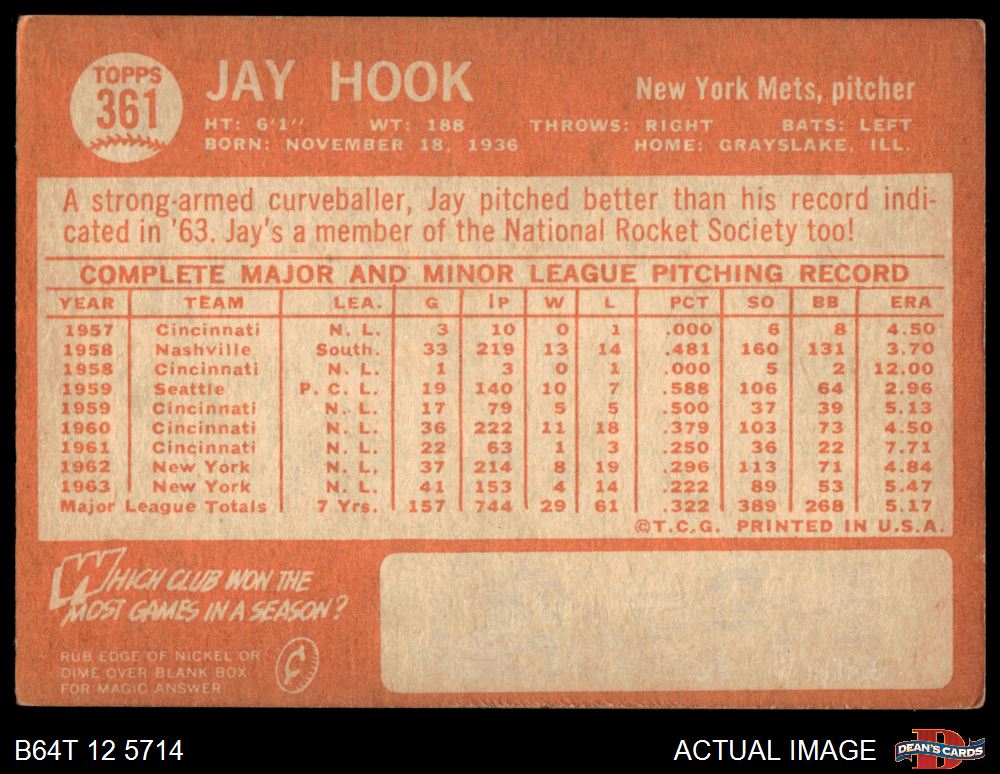 TOPPS
361
JAY HOOK
New York Mets, pitcher
HT: 6'1" WT: 188 THROWS: RIGHT BATS: LEFT
BORN: NOVEMBER 18, 1936 HOME: GRAYSLAKE, ILL.
A strong-armed curveballer, Jay pitched better than his record indi-
cated in '63. Jay's a member of the National Rocket Society too!
COMPLETE MAJOR AND MINOR LEAGUE PITCHING RECORD
YEAR TEAM LEA. G IP W L PCT SO BB ERA
1957 Cincinnati N. L. 3 10 0 1 .000 6 8 4.50
1958 Nashville South. 33 219 13 14 .481 160 131 3.70
1958 Cincinnati N. L. 1 3 0 1 .000 5 2 12.00
1959 Seattle P. C. L. 19 140 10 7 .588 106 64 2.96
1959 Cincinnati N. L. 17 79 5 5 .500 37 39 5.13
1960 Cincinnati N. L. 36 222 11 18 .379 103 73 4.50
1961 Cincinnati N. L. 22 63 1 3 .250 36 22 7.71
1962 New York N. L. 37 214 8 19 .296 113 71 4.84
1963 New York N. L. 41 153 4 14 .222 89 53 5.47
Major League Totals 7 Yrs. 157 744 29 61 .322 389 268 5.17
©T.C.G. PRINTED IN U.S.A.
WHICH CLUB WON THE
MOST GAMES IN A SEASON?
RUB EDGE OF NICKEL OR
DIME OVER BLANK BOX
FOR MAGIC ANSWER
B64T 12 5714
ACTUAL IMAGE
DEAN'S CARDS